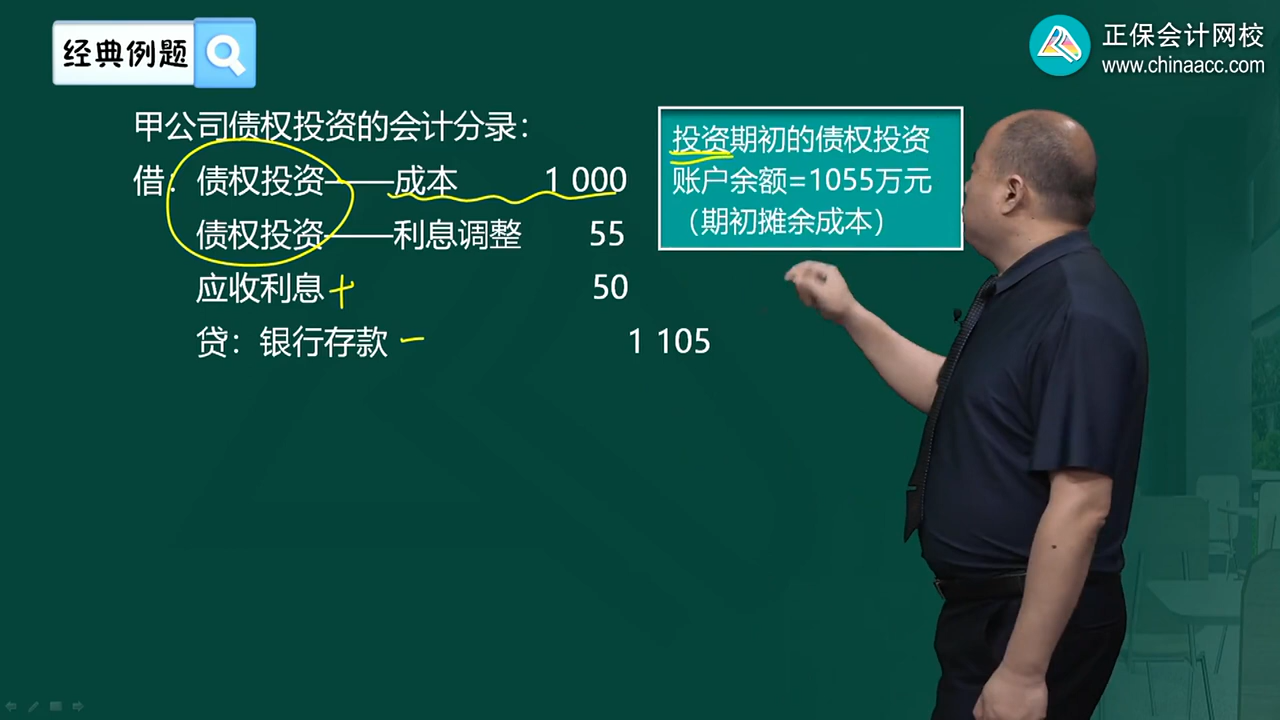 经典例题
正保会计网校
www.chinaacc.com
甲公司债权投资的会计分录：
借：债权投资——成本 1 000
债权投资——利息调整 55
应收利息+ 50
贷：银行存款- 1 105
投资期初的债权投资
账户余额=1055万元
（期初摊余成本）